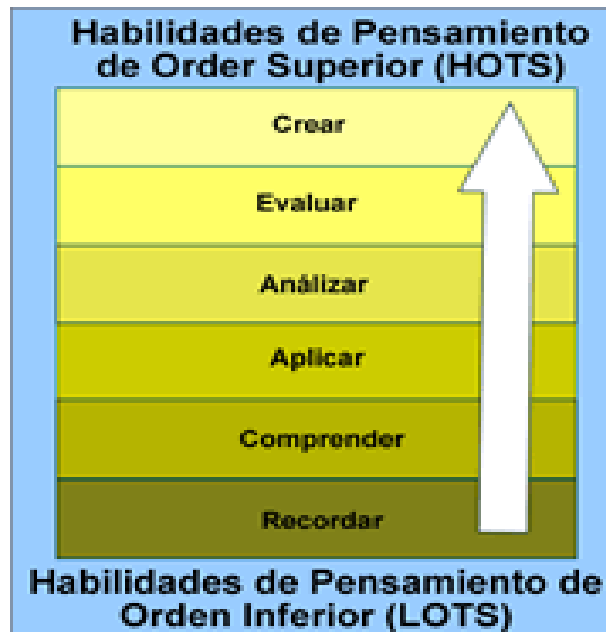 Habilidades de Pensamiento
de Order Superior (HOTS)
Crear
Evaluar
Análizar
Aplicar
Comprender
Recordar
Habilidades de Pensamiento de
Orden Inferior (LOTS)